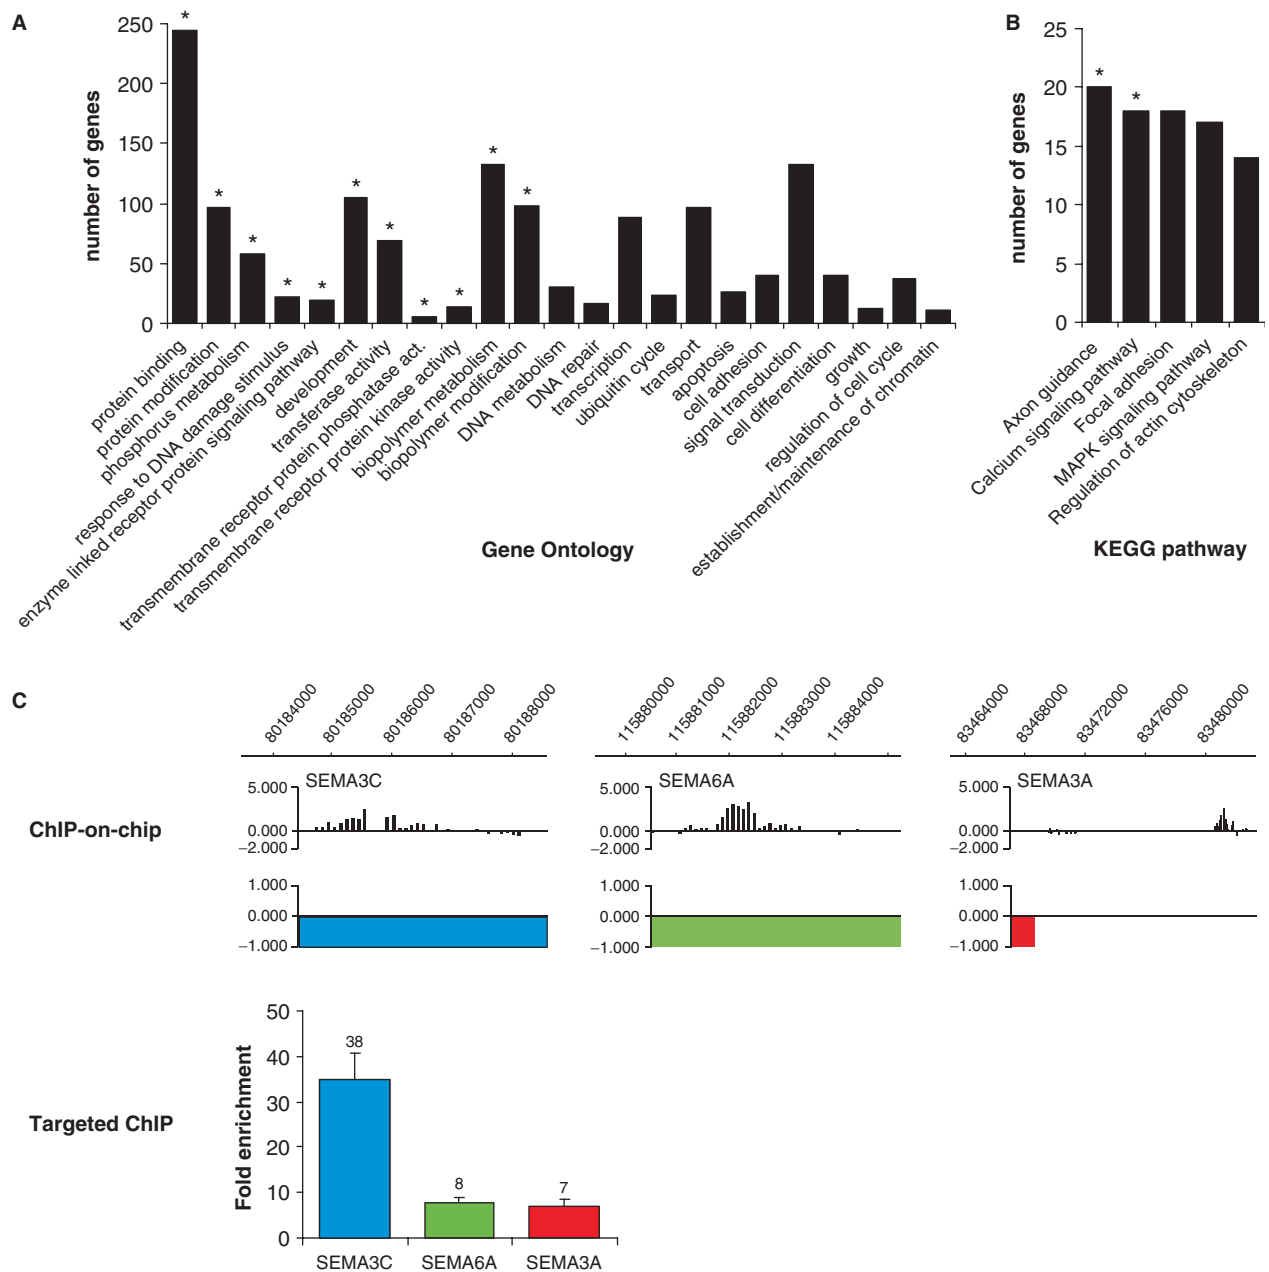 A
number of genes
250
200
150
100
50
0
*
*
*
*
*
*
*
*
*
*
*
protein binding
protein modification
phosphorus metabolism
response to DNA damage stimulus
enzyme linked receptor protein signaling pathway
development
transferase activity
transmembrane receptor protein phosphatase act.
transmembrane receptor protein kinase activity
biopolymer metabolism
biopolymer modification
DNA metabolism
DNA repair
transcription
ubiquitin cycle
transport
apoptosis
cell adhesion
signal transduction
cell differentiation
growth
regulation of cell cycle
establishment/maintenance of chromatin
Gene Ontology
B
number of genes
25
20
15
10
5
0
*
*
Axon guidance
Calcium signaling pathway
Focal adhesion
MAPK signaling pathway
Regulation of actin cytoskeleton
KEGG pathway
C
80184000
80185000
80186000
80187000
80188000
115880000
115881000
115882000
115883000
115884000
83464000
83468000
83472000
83476000
83480000
ChIP-on-chip
SEMA3C
5.000
0.000
−2.000
1.000
0.000
−1.000
SEMA6A
5.000
0.000
−2.000
1.000
0.000
−1.000
SEMA3A
5.000
0.000
−2.000
1.000
0.000
−1.000
Targeted ChIP
Fold enrichment
50
40
30
20
10
0
38
8
7
SEMA3C
SEMA6A
SEMA3A